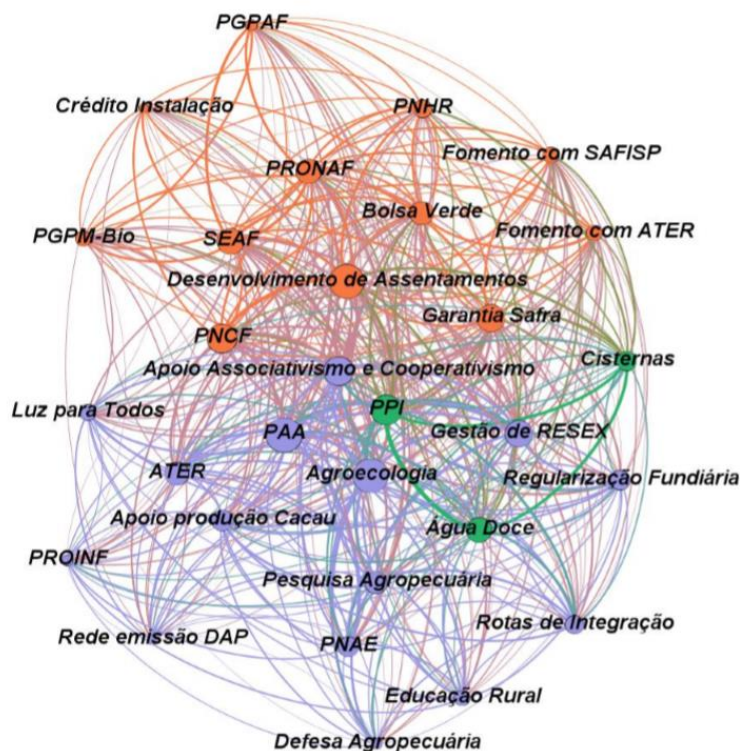 PGPAF
Crédito Instalação
PNHR
Fomento com SAFISP
PRONAF
Bolsa Verde
Fomento com ATER
PGPM-Bio
SEAF
Desenvolvimento de Assentamentos
Garantia Safra
PNCF
Cisternas
Apoio Associativismo e Cooperativismo
Luz para Todos
PPI
PAA
Gestão de RESEX
ATER
Agroecologia
Regularização Fundiária
Apoio produção Cacau
Água Doce
PROINF
Pesquisa Agropecuária
Rotas de Integração
Rede emissão DAP
PNAE
Educação Rural
Defesa Agropecuária